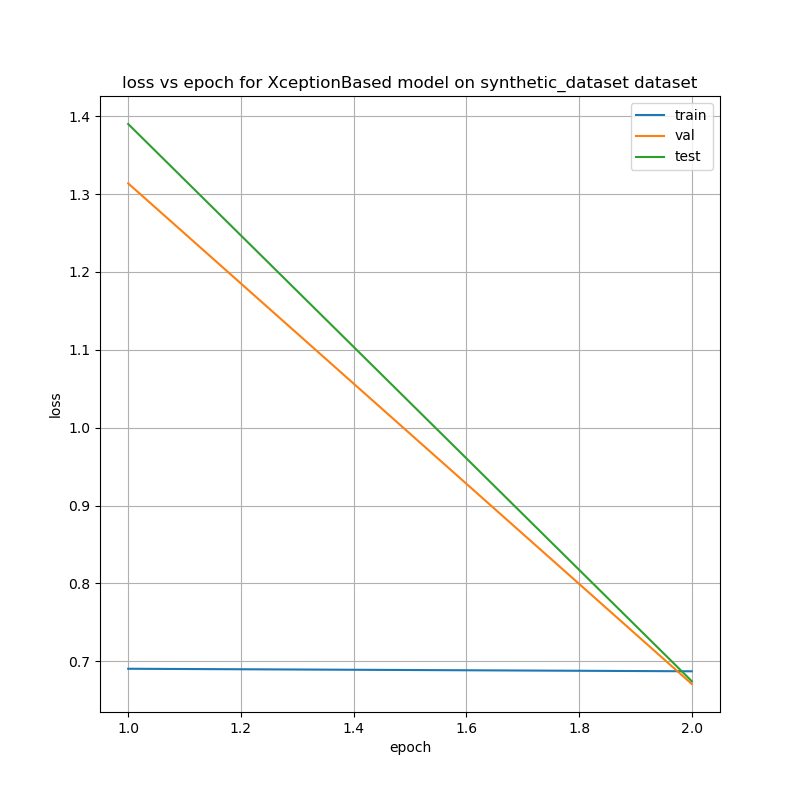 loss vs epoch for XceptionBased model on synthetic_dataset dataset
train
val
test
1.4
1.3
1.2
1.1
1.0
0.9
0.8
0.7
loss
1.0 1.2 1.4 1.6 1.8 2.0
epoch